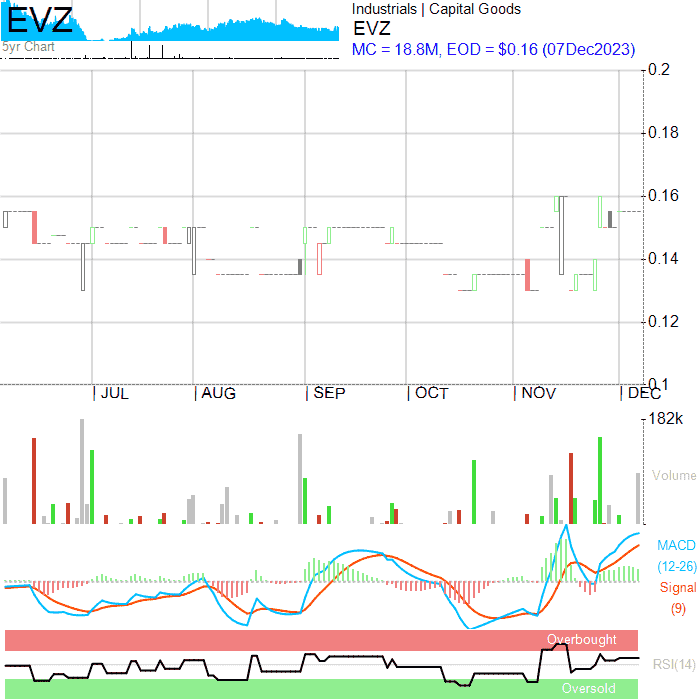 EVZ
5yr Chart
Industrials | Capital Goods
EVZ
MC = 18.8M, EOD = $0.16 (07Dec2023)
0.2
0.18
0.16
0.14
0.12
0.1
| JUL | AUG | SEP | OCT | NOV | DEC
182k
Volume
MACD
(12-26)
Signal
(9)
Overbought
RSI(14)
Oversold